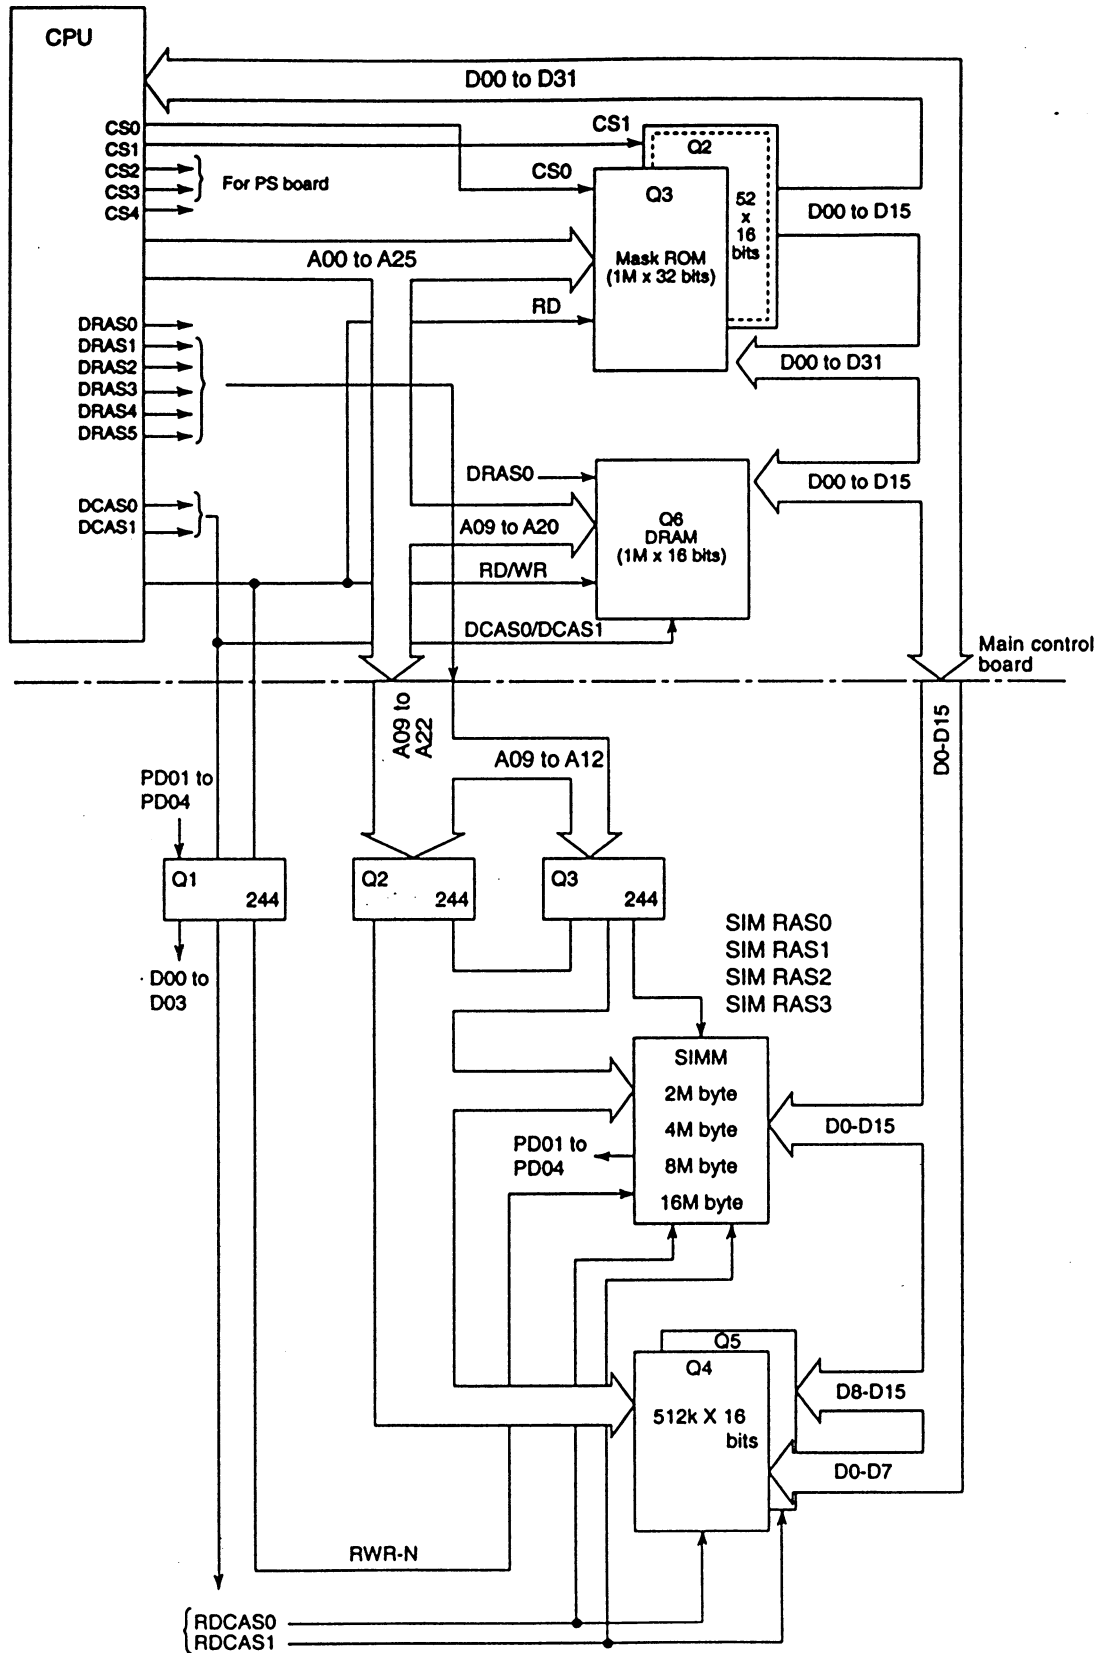 CPU
D00 to D31
CS0
CS1
CS2
CS3
CS4
For PS board
CS1
CS0
Q2
Q3
Mask ROM
(1M x 32 bits)
52
x
16
bits
D00 to D15
A00 to A25
RD
D00 to D31
DRAS0
DRAS1
DRAS2
DRAS3
DRAS4
DRAS5
DCAS0
DCAS1
DRAS0
A09 to A20
RD/WR
DCAS0/DCAS1
Q6
DRAM
(1M x 16 bits)
D00 to D15
Main control
board
A09 to
A22
A09 to A12
D0-D15
PD01 to
PD04
Q1
244
Q2
244
Q3
244
D00 to
D03
SIM RAS0
SIM RAS1
SIM RAS2
SIM RAS3
SIMM
2M byte
4M byte
8M byte
16M byte
PD01 to
PD04
D0-D15
Q5
Q4
512k X 16
bits
D8-D15
D0-D7
RWR-N
RDCAS0
RDCAS1